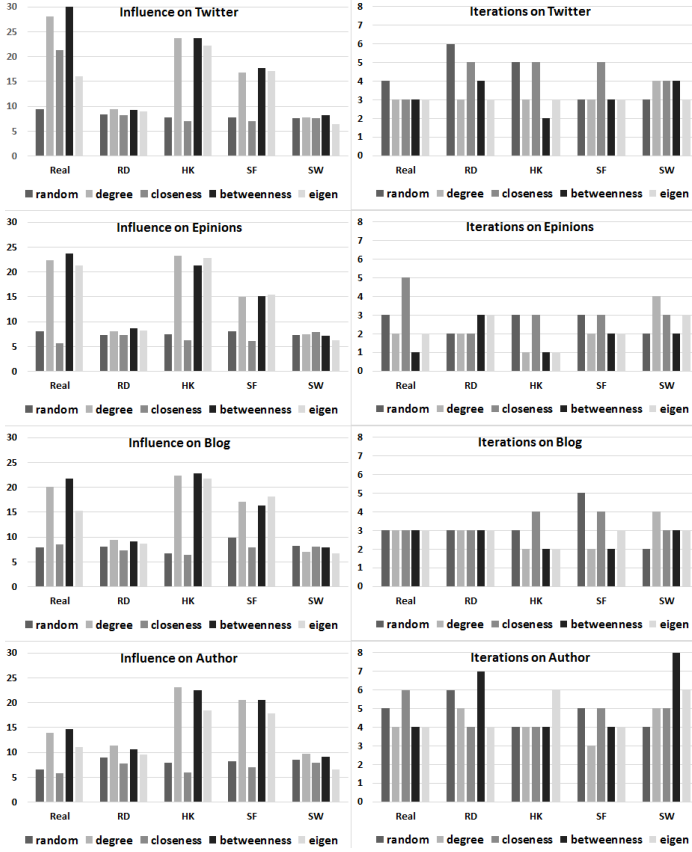 Influence on Twitter
30
25
20
15
10
5
0
Real RD HK SF SW
random degree closeness betweenness eigen
Iterations on Twitter
8
7
6
5
4
3
2
1
0
Real RD HK SF SW
random degree closeness betweenness eigen
Influence on Epinions
30
25
20
15
10
5
0
Real RD HK SF SW
random degree closeness betweenness eigen
Iterations on Epinions
8
7
6
5
4
3
2
1
0
Real RD HK SF SW
random degree closeness betweenness eigen
Influence on Blog
30
25
20
15
10
5
0
Real RD HK SF SW
random degree closeness betweenness eigen
Iterations on Blog
8
7
6
5
4
3
2
1
0
Real RD HK SF SW
random degree closeness betweenness eigen
Influence on Author
30
25
20
15
10
5
0
Real RD HK SF SW
random degree closeness betweenness eigen
Iterations on Author
8
7
6
5
4
3
2
1
0
Real RD HK SF SW
random degree closeness betweenness eigen